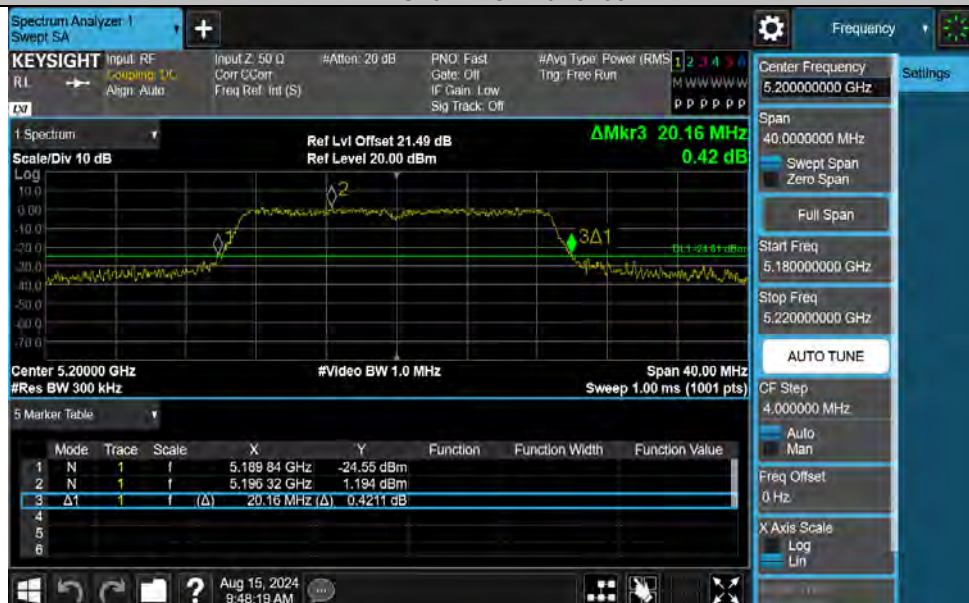 Spectrum Analyzer 1
Swept SA
+
Frequency
KEYSIGHT
RL
LXI
Input: RF
Coupling: DC
Align: Auto
Input Z: 50 Ω
Corr CCorr
Freq Ref: Int (S)
#Atten: 20 dB
PNO: Fast
Gate: Off
IF Gain: Low
Sig Track: Off
#Avg Type: Power (RMS
Trig: Free Run
1 2 3 4 5 6
M W W W W W
P P P P P P
1 Spectrum
Scale/Div 10 dB
Ref Lvl Offset 21.49 dB
Ref Level 20.00 dBm
ΔMkr3 20.16 MHz
0.42 dB
Log
10.0
0.00
-10.0
-20.0
-30.0
-40.0
-50.0
-60.0
-70.0
1
2
3Δ1
DL1 -24.81 dBm
Center 5.20000 GHz
#Res BW 300 kHz
#Video BW 1.0 MHz
Span 40.00 MHz
Sweep 1.00 ms (1001 pts)
5 Marker Table
Mode Trace Scale X Y Function Function Width Function Value
1 N 1 f 5.189 84 GHz -24.55 dBm
2 N 1 f 5.196 32 GHz 1.194 dBm
3 Δ1 1 f (Δ) 20.16 MHz (Δ) 0.4211 dB
4
5
6
?
Aug 15, 2024
9:48:19 AM
Center Frequency
5.200000000 GHz
Settings
Span
40.0000000 MHz
Swept Span
Zero Span
Full Span
Start Freq
5.180000000 GHz
Stop Freq
5.220000000 GHz
AUTO TUNE
CF Step
4.000000 MHz
Auto
Man
Freq Offset
0 Hz
X Axis Scale
Log
Lin